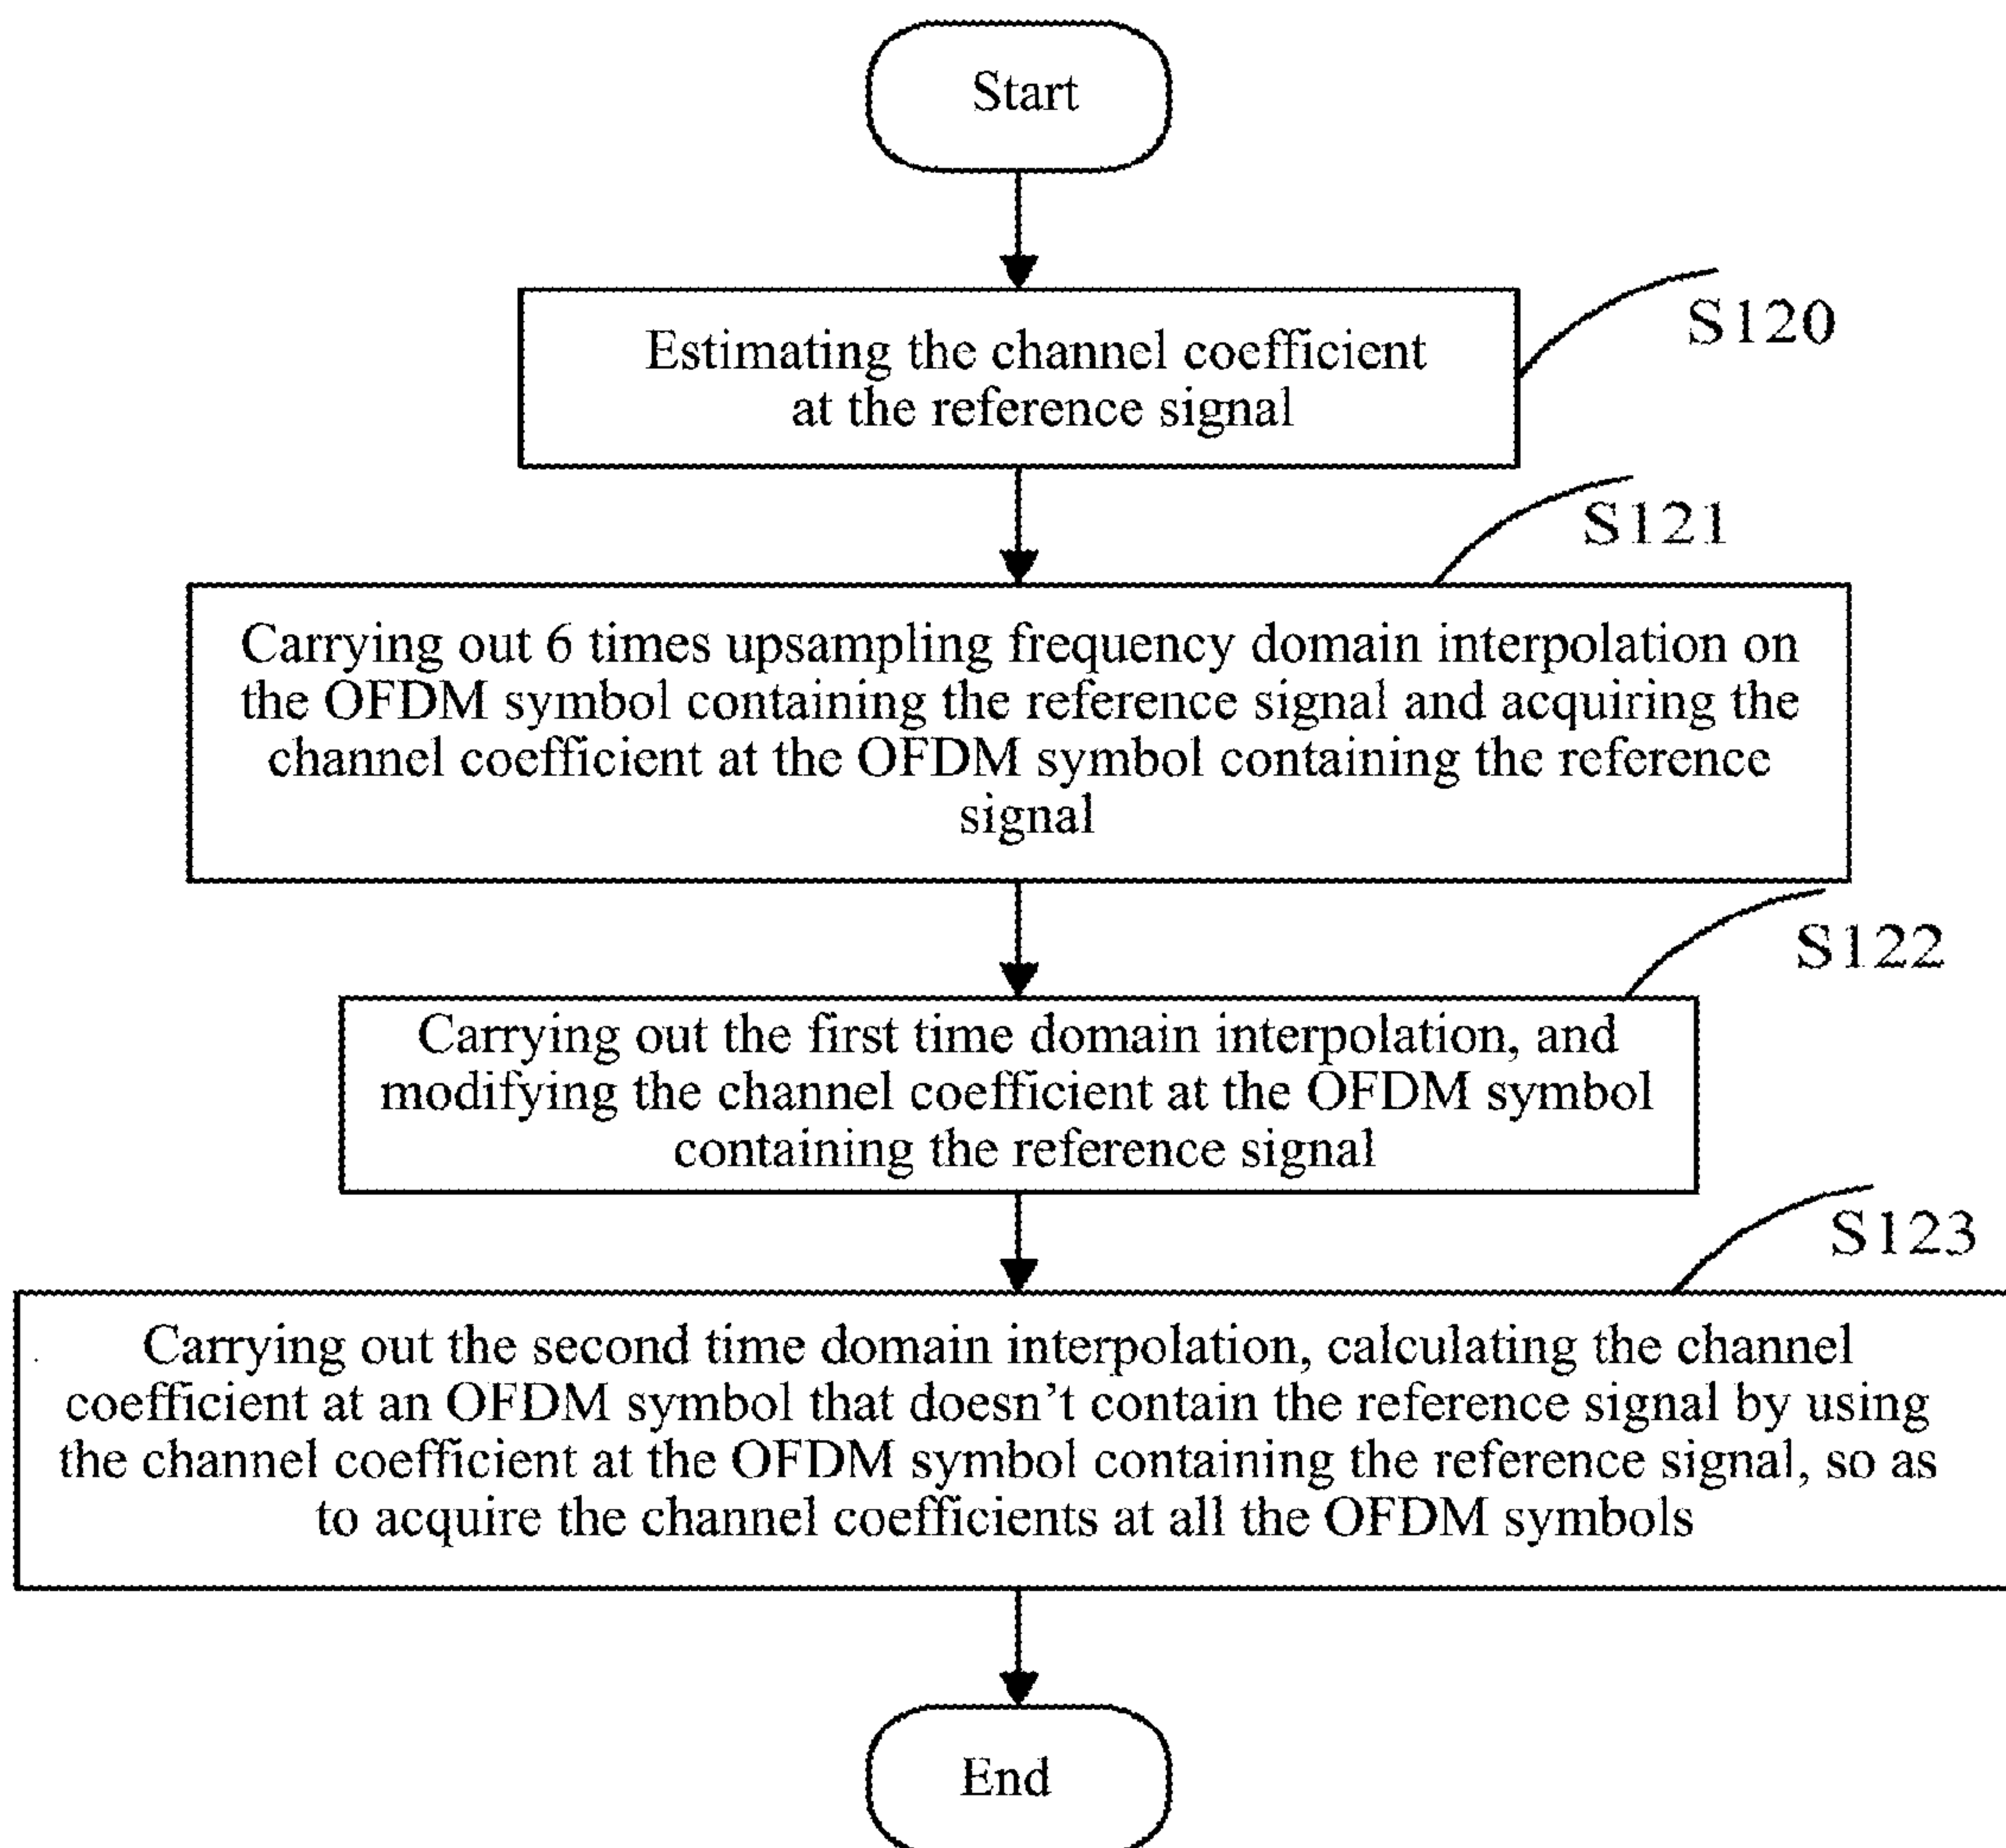 Start
S120
Estimating the channel coefficient
at the reference signal
S121
Carrying out 6 times upsampling frequency domain interpolation on
the OFDM symbol containing the reference signal and acquiring the
channel coefficient at the OFDM symbol containing the reference
signal
S122
Carrying out the first time domain interpolation, and
modifying the channel coefficient at the OFDM symbol
containing the reference signal
S123
Carrying out the second time domain interpolation, calculating the channel
coefficient at an OFDM symbol that doesn’t contain the reference signal by using
the channel coefficient at the OFDM symbol containing the reference signal, so as
to acquire the channel coefficients at all the OFDM symbols
End